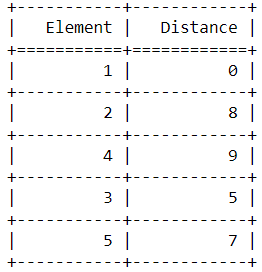 +-----------+------------+
|   Element |   Distance |
+===========+============+
|         1 |          0 |
+-----------+------------+
|         2 |          8 |
+-----------+------------+
|         4 |          9 |
+-----------+------------+
|         3 |          5 |
+-----------+------------+
|         5 |          7 |
+-----------+------------+